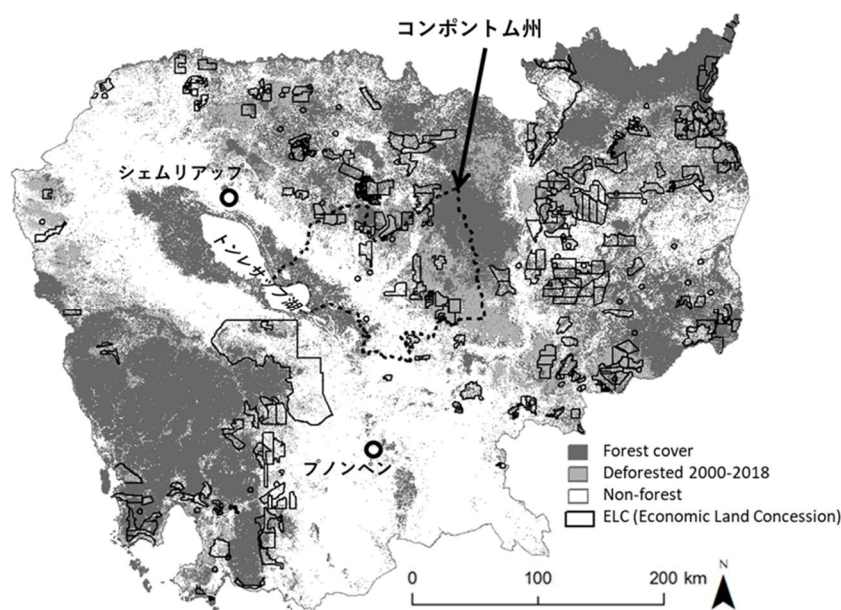 コンポントム州
シェムリアップ
トンレサップ湖
プノンペン
Forest cover
Deforested 2000-2018
Non-forest
ELC (Economic Land Concession)
N
0 100 200 km